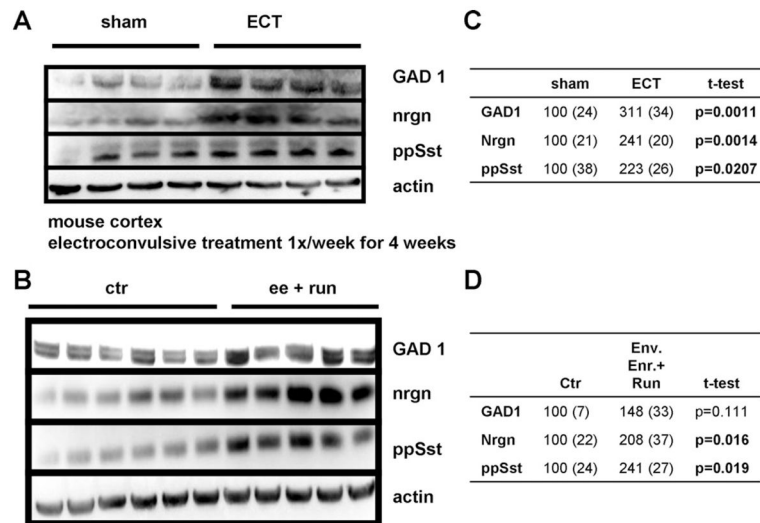 A
sham ECT
GAD 1
nrgn
ppSst
actin
mouse cortex
electroconvulsive treatment 1x/week for 4 weeks
C
sham ECT t-test
GAD1 100 (24) 311 (34) p=0.0011
Nrgn 100 (21) 241 (20) p=0.0014
ppSst 100 (38) 223 (26) p=0.0207
B
ctr ee + run
GAD 1
nrgn
ppSst
actin
D
Env.
Enr.+
Ctr Run t-test
GAD1 100 (7) 148 (33) p=0.111
Nrgn 100 (22) 208 (37) p=0.016
ppSst 100 (24) 241 (27) p=0.019